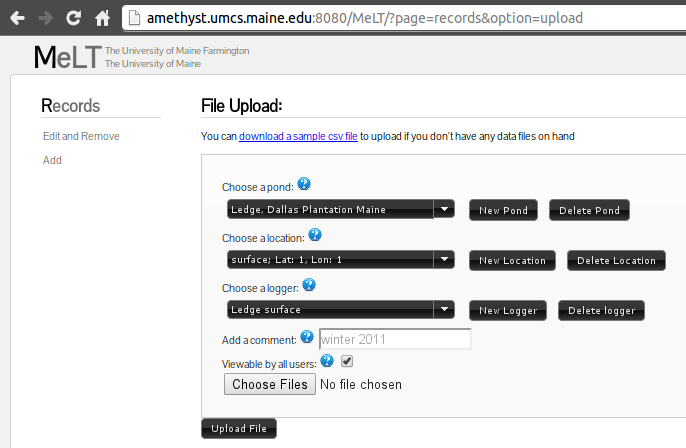 amethyst.umcs.maine.edu:8080/MeLT/?page=records&option=upload
MeLT The University of Maine Farmington
The University of Maine
Records
Edit and Remove
Add
File Upload:
You can download a sample csv file to upload if you don't have any data files on hand
Choose a pond: ?
Ledge, Dallas Plantation Maine New Pond Delete Pond
Choose a location: ?
surface; Lat: 1, Lon: 1 New Location Delete Location
Choose a logger: ?
Ledge surface New Logger Delete logger
Add a comment: ? winter 2011
Viewable by all users: ?
Choose Files No file chosen
Upload File